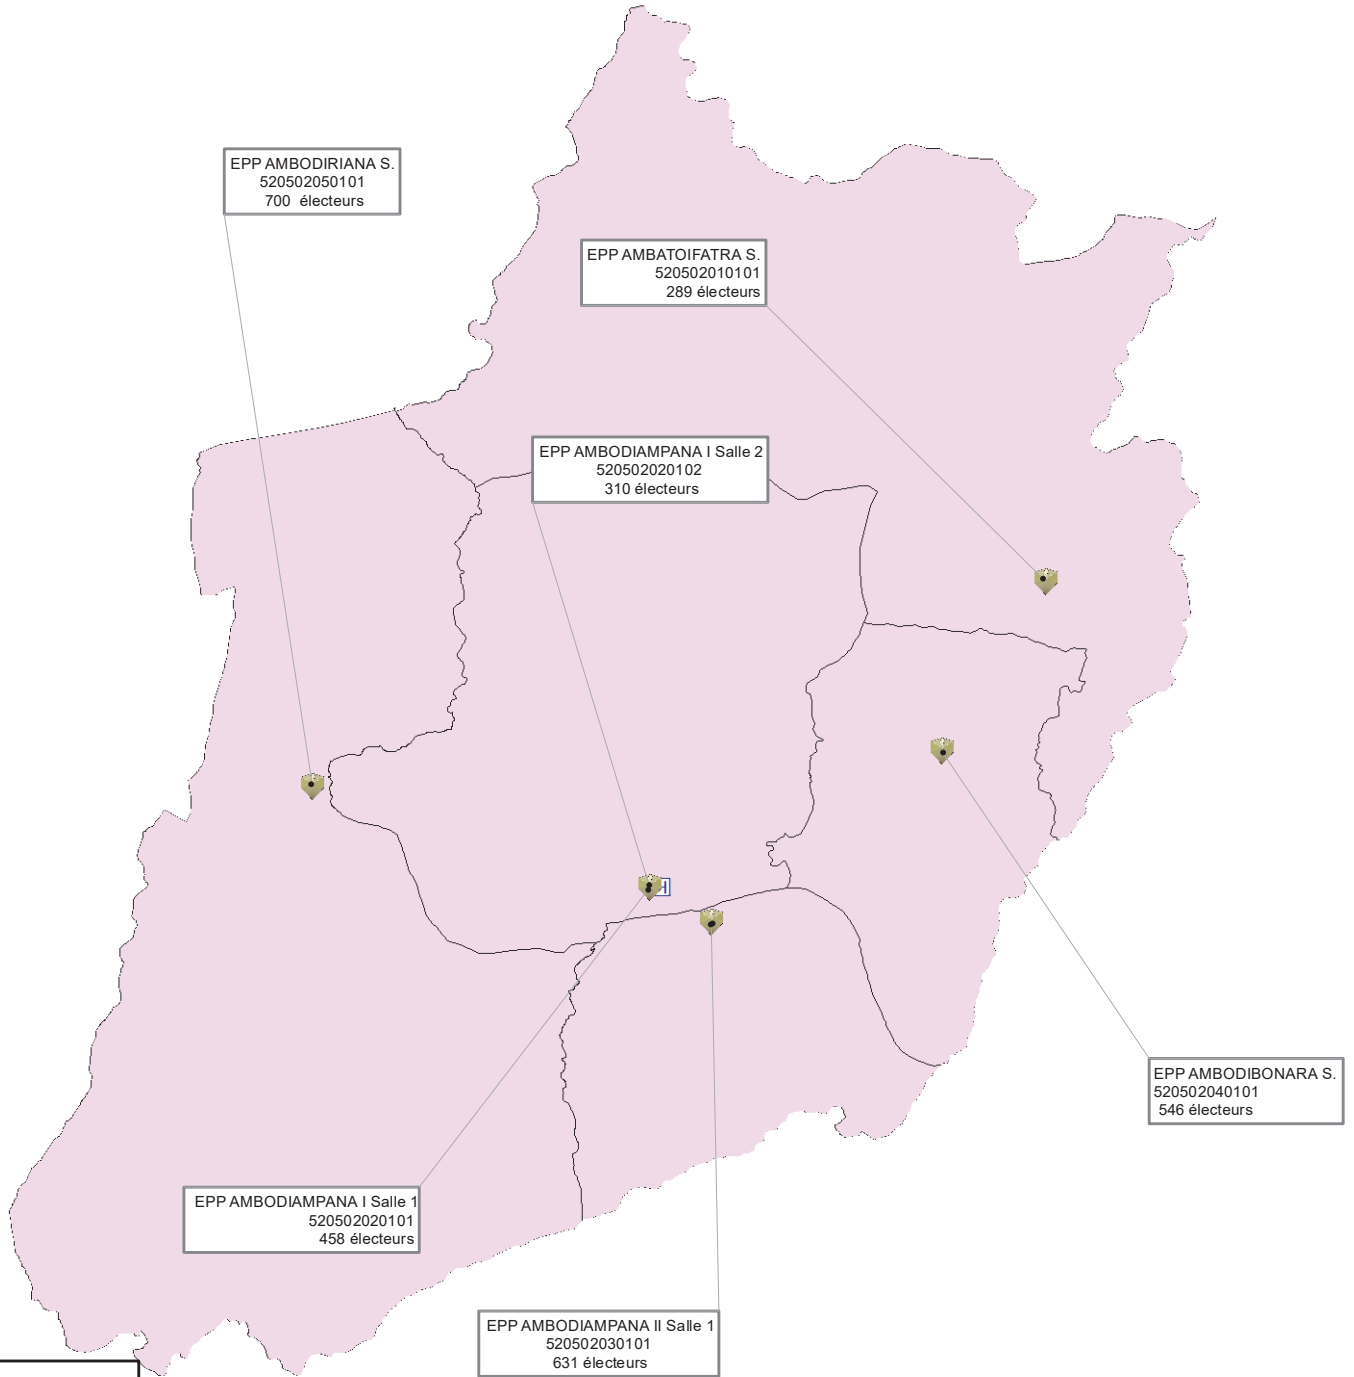 EPP AMBODIRIANA S.
520502050101
700 électeurs
EPP AMBATOIFATRA S.
520502010101
289 électeurs
EPP AMBODIAMPANA I Salle 2
520502020102
310 électeurs
H
EPP AMBODIBONARA S.
520502040101
546 électeurs
EPP AMBODIAMPANA I Salle 1
520502020101
458 électeurs
EPP AMBODIAMPANA II Salle 1
520502030101
631 électeurs